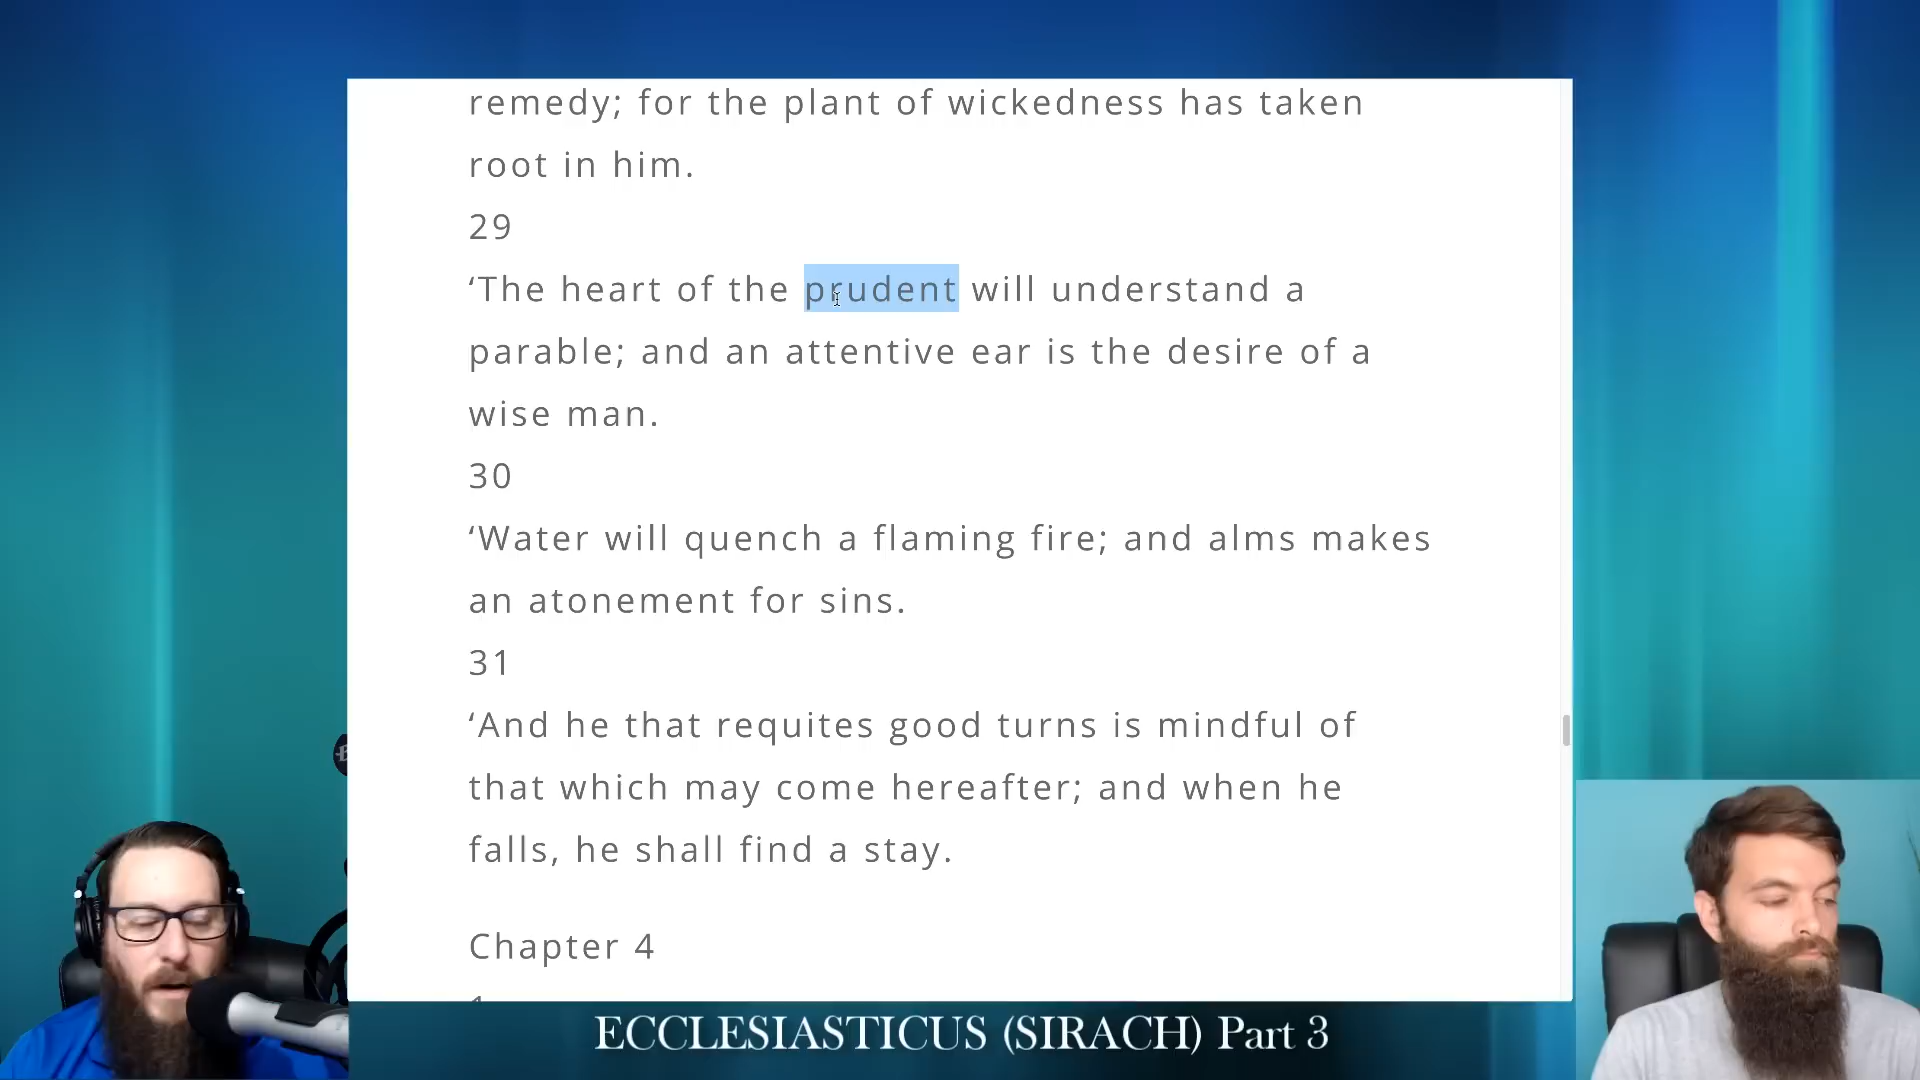 remedy; for the plant of wickedness has taken
root in him.
29
‘The heart of the prudent will understand a
parable; and an attentive ear is the desire of a
wise man.
30
‘Water will quench a flaming fire; and alms makes
an atonement for sins.
31
‘And he that requites good turns is mindful of
that which may come hereafter; and when he
falls, he shall find a stay.
Chapter 4
ECCLESIASTICUS (SIRACH) Part 3